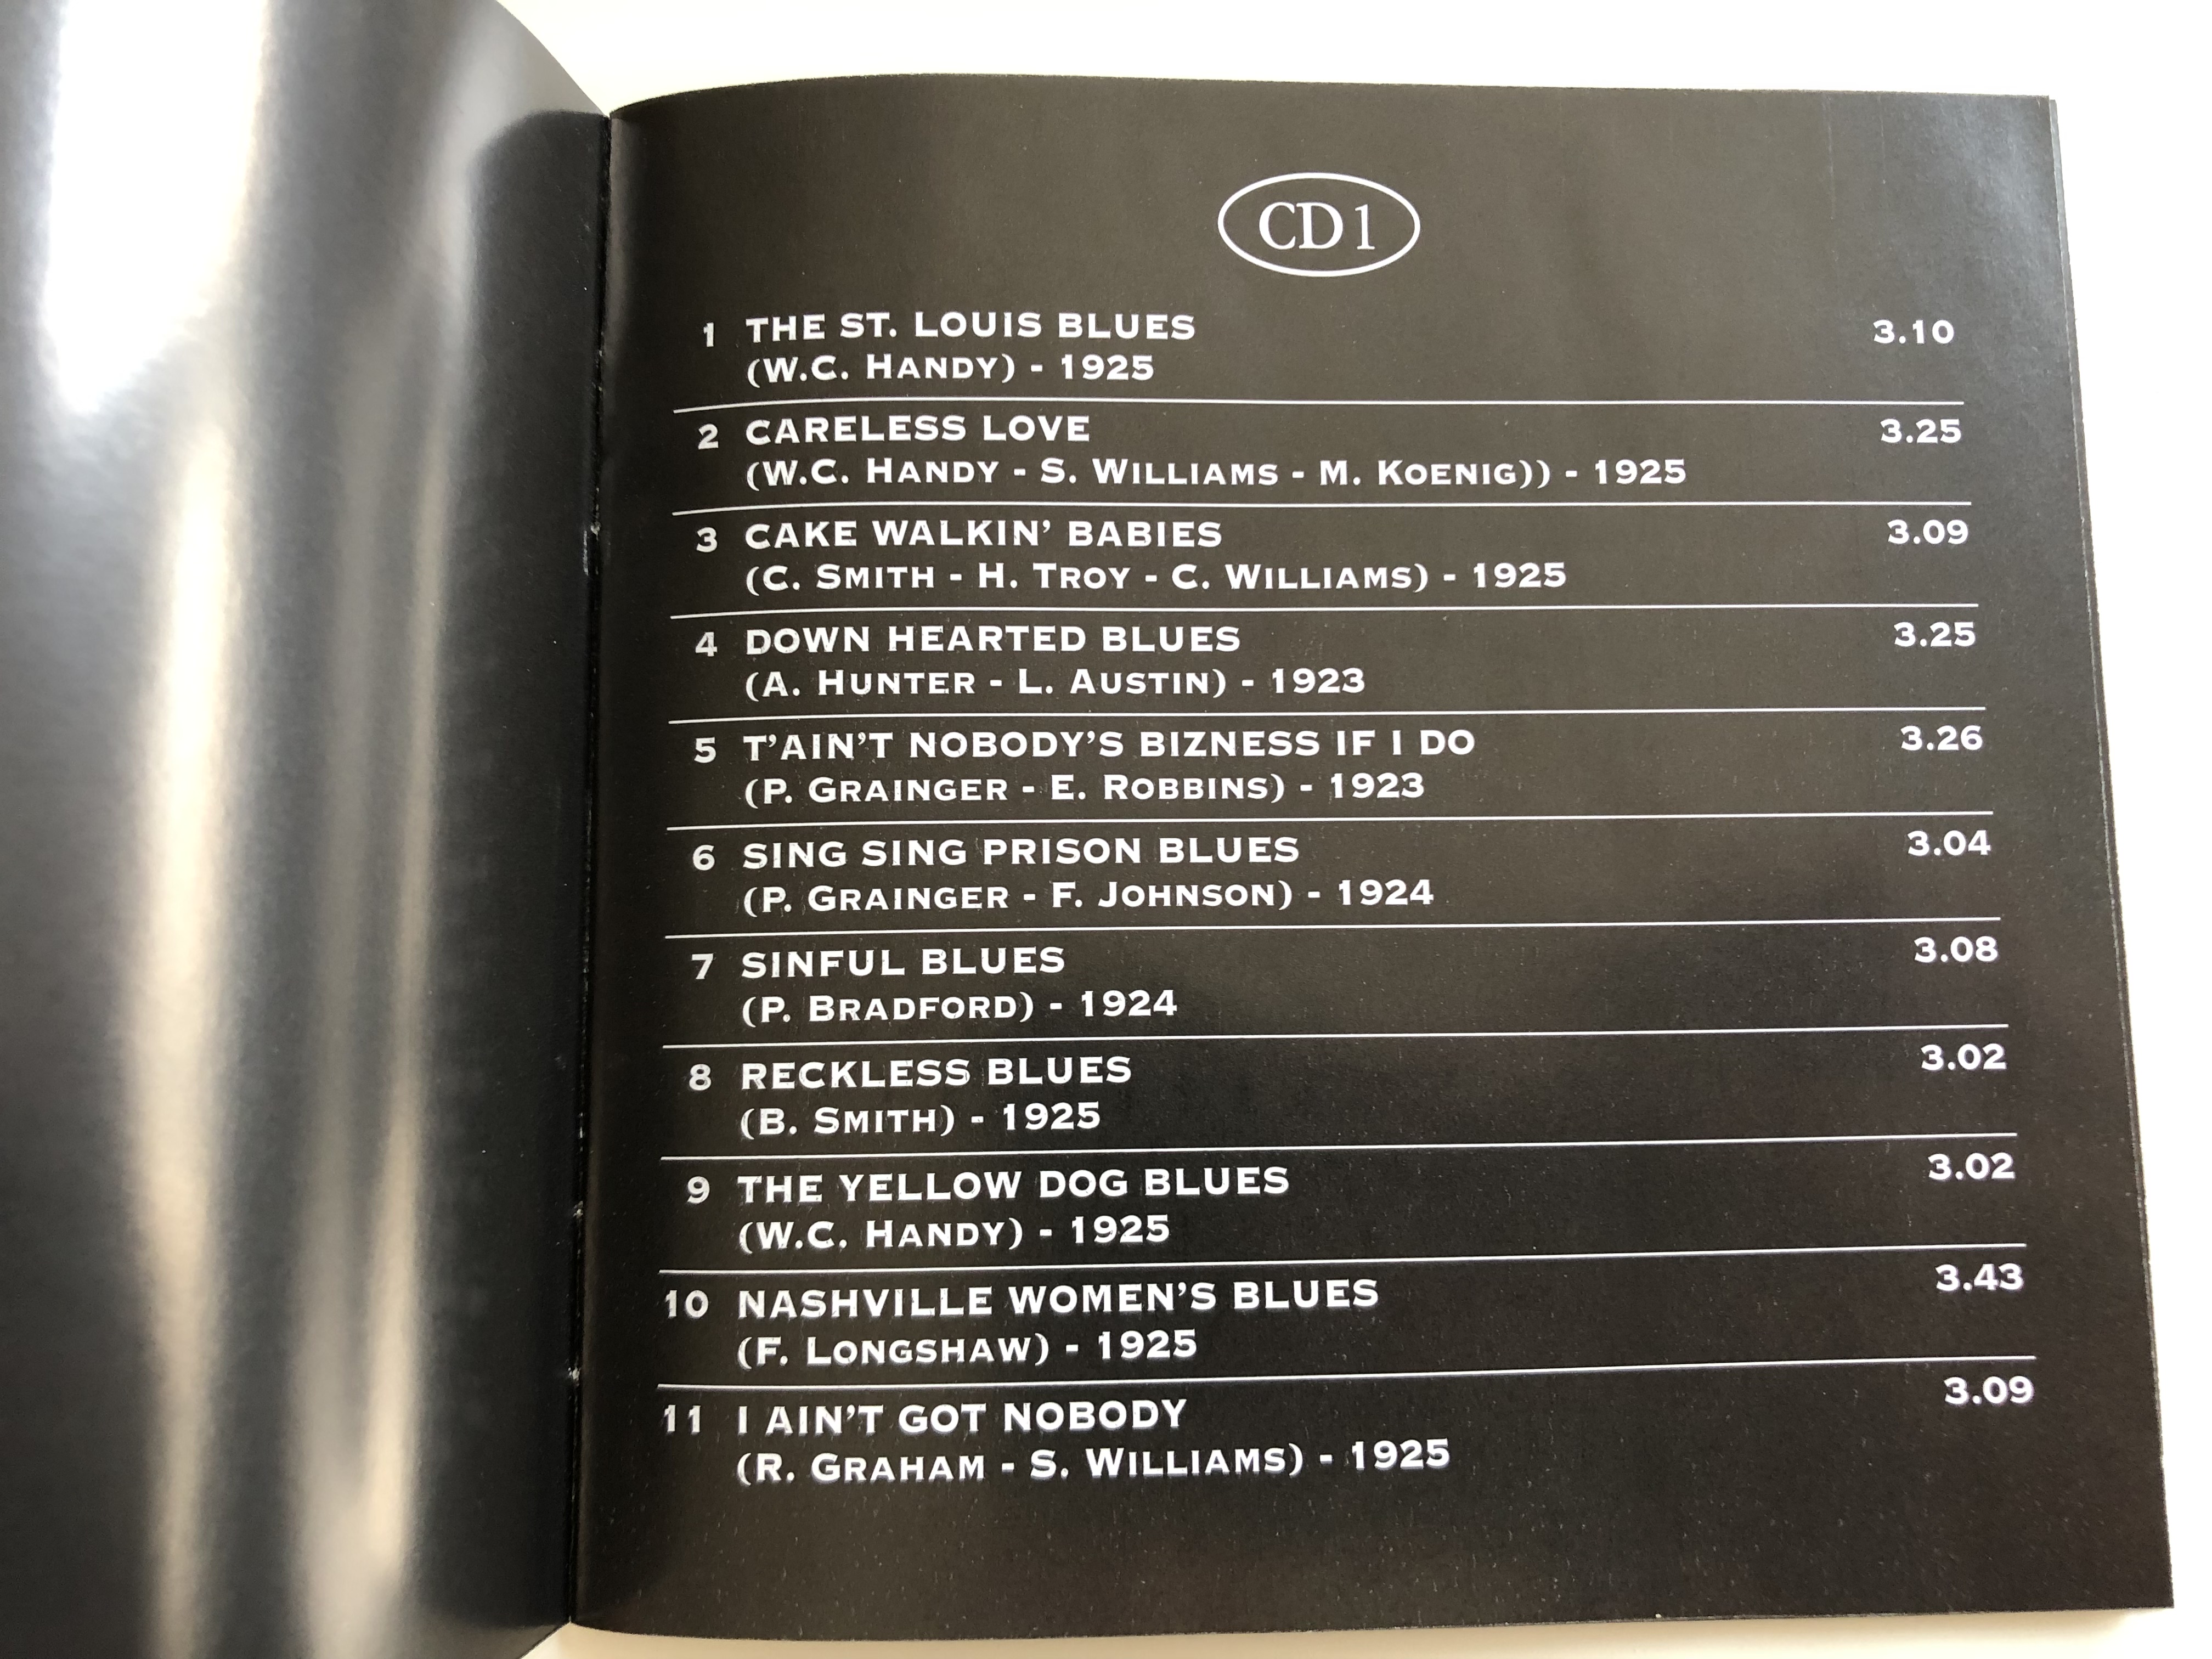 CD 1
1 THE ST. LOUIS BLUES 3.10
(W.C. HANDY) - 1925
2 CARELESS LOVE 3.25
(W.C. HANDY - S. WILLIAMS - M. KOENIG)) - 1925
3 CAKE WALKIN' BABIES 3.09
(C. SMITH - H. TROY - C. WILLIAMS) - 1925
4 DOWN HEARTED BLUES 3.25
(A. HUNTER - L. AUSTIN) - 1923
5 T'AIN'T NOBODY'S BIZNESS IF I DO 3.26
(P. GRAINGER - E. ROBBINS) - 1923
6 SING SING PRISON BLUES 3.04
(P. GRAINGER - F. JOHNSON) - 1924
7 SINFUL BLUES 3.08
(P. BRADFORD) - 1924
8 RECKLESS BLUES 3.02
(B. SMITH) - 1925
9 THE YELLOW DOG BLUES 3.02
(W.C. HANDY) - 1925
10 NASHVILLE WOMEN'S BLUES 3.43
(F. LONGSHAW) - 1925
11 I AIN'T GOT NOBODY 3.09
(R. GRAHAM - S. WILLIAMS) - 1925